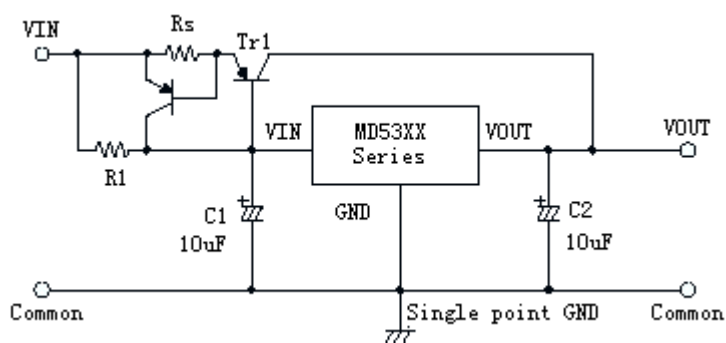 VIN
Rs
Tr1
R1
VIN
MD53XX
Series
VOUT
VOUT
GND
C1
10uF
C2
10uF
Common
Single point GND
Common